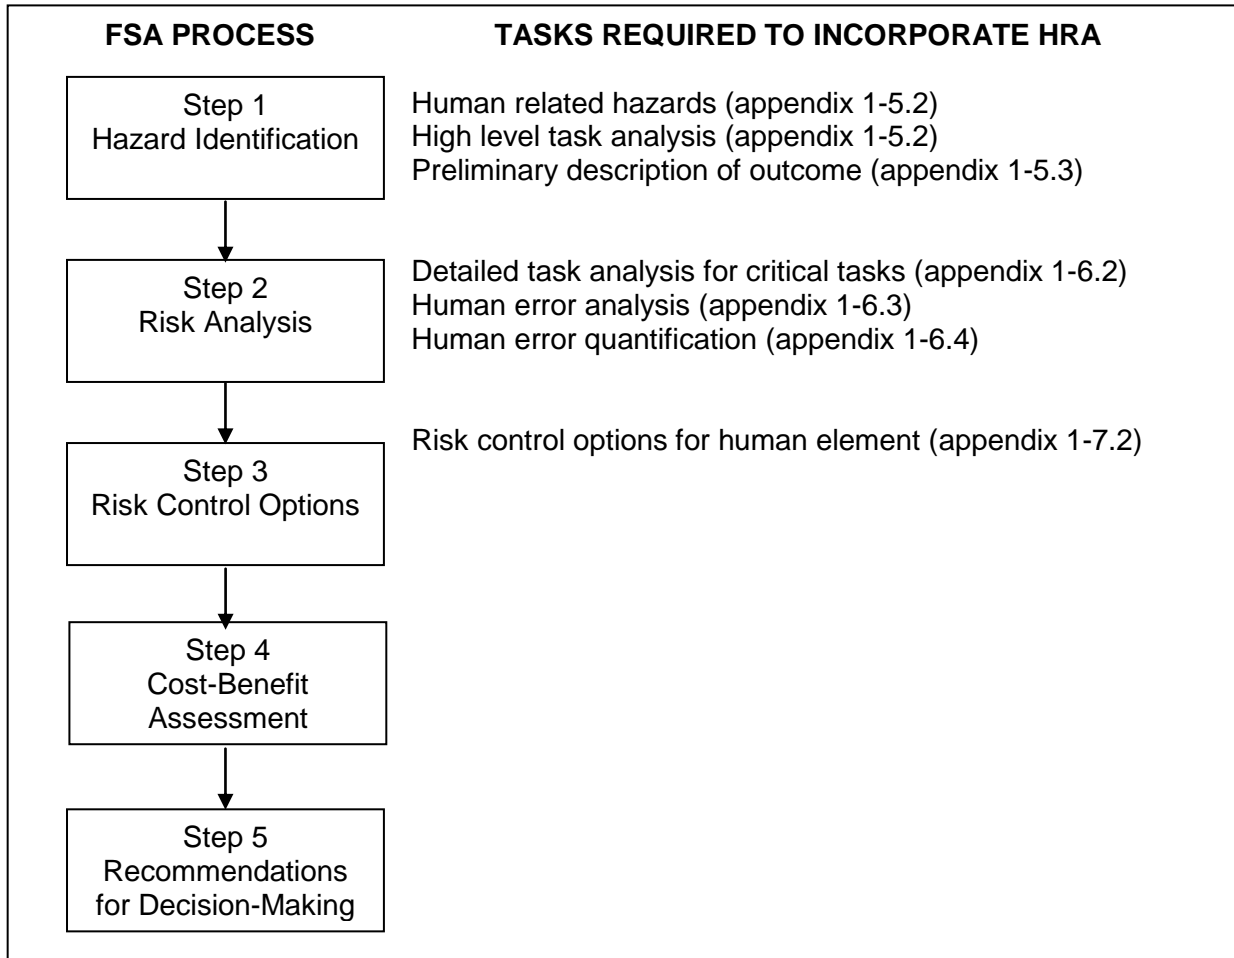 FSA PROCESS
TASKS REQUIRED TO INCORPORATE HRA
Step 1
Hazard Identification
Human related hazards (appendix 1-5.2)
High level task analysis (appendix 1-5.2)
Preliminary description of outcome (appendix 1-5.3)
Step 2
Risk Analysis
Detailed task analysis for critical tasks (appendix 1-6.2)
Human error analysis (appendix 1-6.3)
Human error quantification (appendix 1-6.4)
Step 3
Risk Control Options
Risk control options for human element (appendix 1-7.2)
Step 4
Cost-Benefit
Assessment
Step 5
Recommendations
for Decision-Making